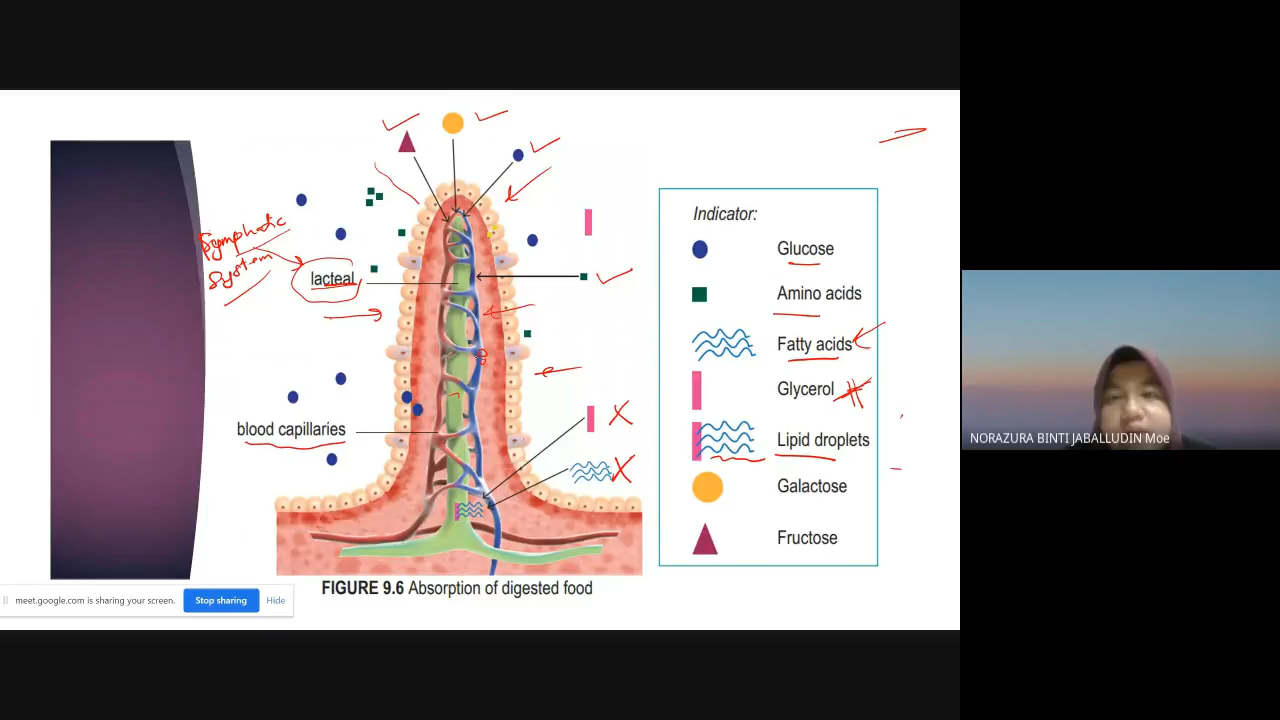 Indicator:
Glucose
Amino acids
Fatty acids
Glycerol
Lipid droplets
Galactose
Fructose
Symphatic
System
lacteal
blood capillaries
FIGURE 9.6 Absorption of digested food
meet.google.com is sharing your screen.
Stop sharing
Hide
NORAZURA BINTI JABALLUDIN Moe